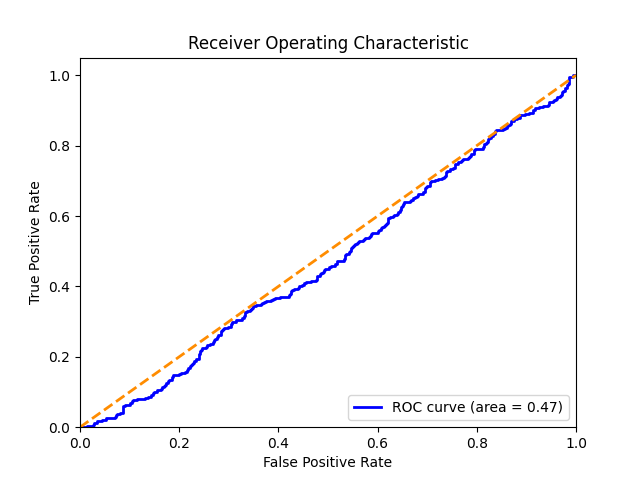 Receiver Operating Characteristic
1.0
0.8
0.6
0.4
0.2
0.0
True Positive Rate
ROC curve (area = 0.47)
0.0 0.2 0.4 0.6 0.8 1.0
False Positive Rate